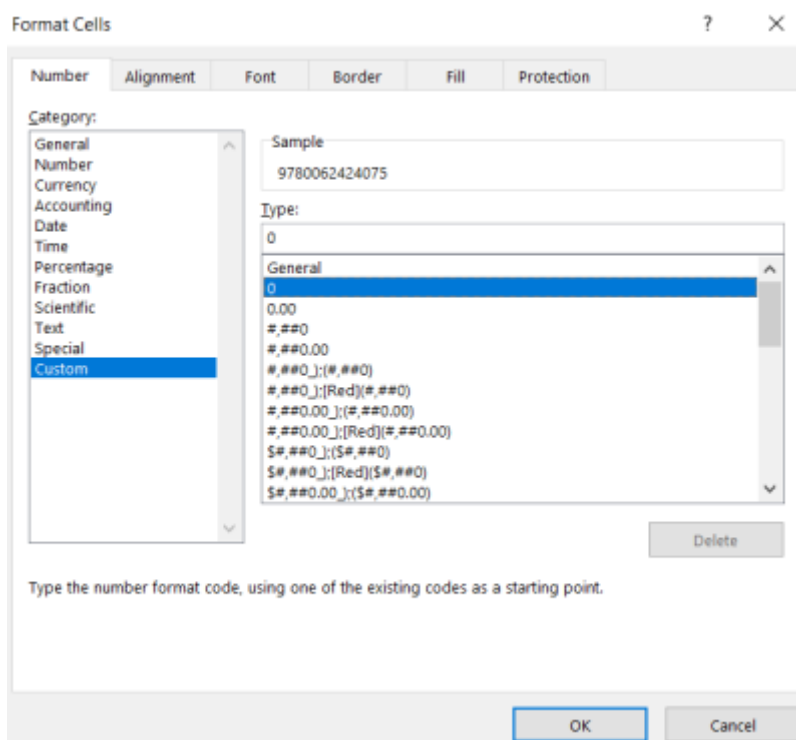 Format Cells
?
Number
Alignment
Font
Border
Fill
Protection
Category:
General
Number
Currency
Accounting
Date
Time
Percentage
Fraction
Scientific
Text
Special
Custom
Sample
9780062424075
Type:
0
General
0
0.00
#,##0
#,##0.00
#,##0_);(#,##0)
#,##0_);[Red](#,##0)
#,##0.00_);(#,##0.00)
#,##0.00_);[Red](#,##0.00)
$#,##0_);($#,##0)
$#,##0_);[Red]($#,##0)
$#,##0.00_);($#,##0.00)
Delete
Type the number format code, using one of the existing codes as a starting point.
OK
Cancel